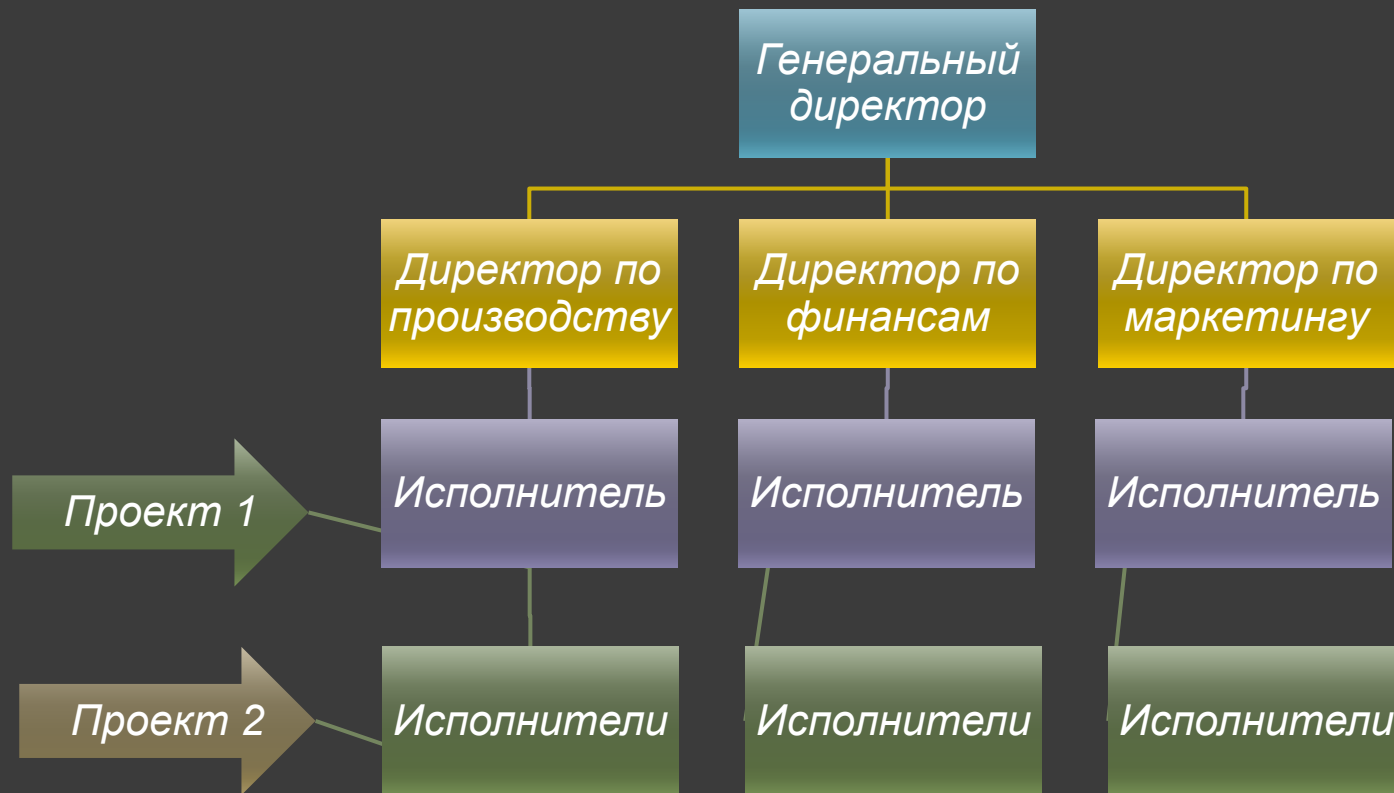 Генеральный
директор
Директор по
производству
Директор по
финансам
Директор по
маркетингу
Проект 1
Исполнитель
Исполнитель
Исполнитель
Проект 2
Исполнители
Исполнители
Исполнители